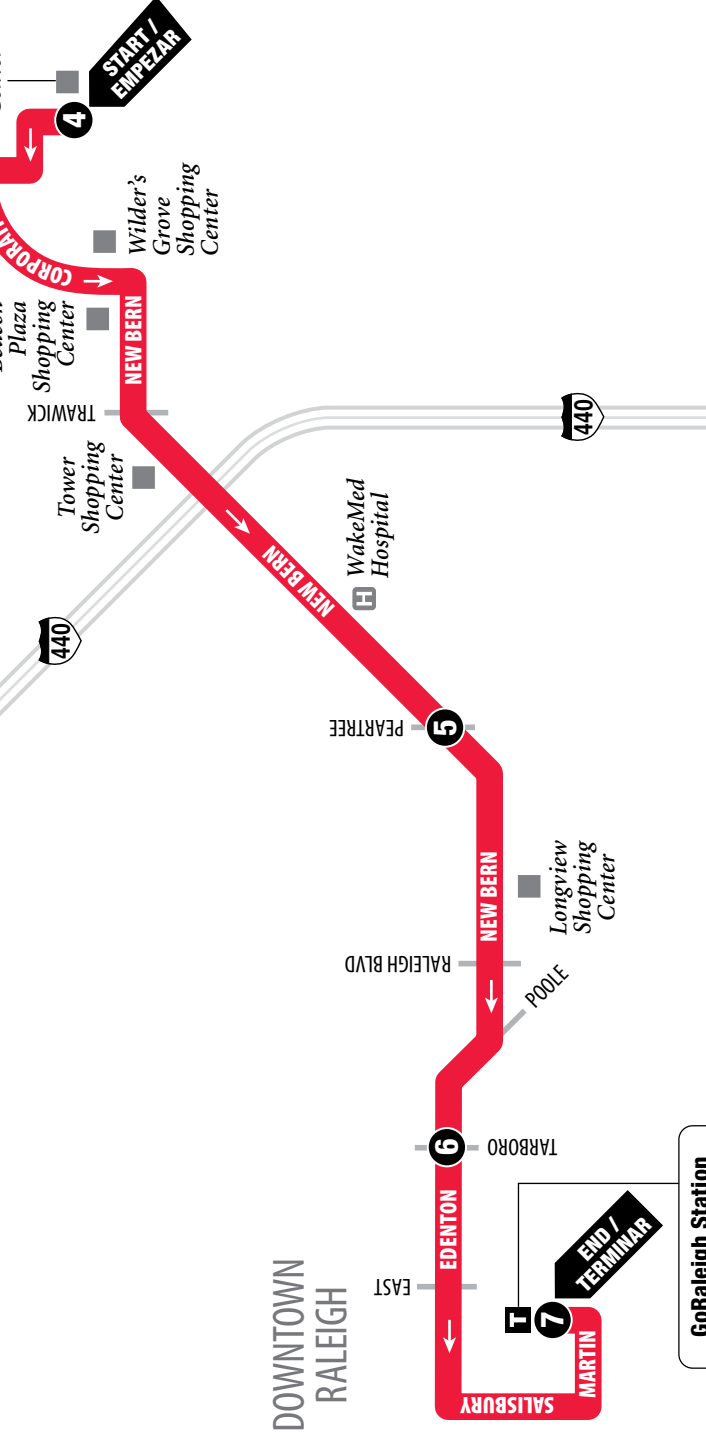 START /
EMPEZAR
4
Wilder's
Grove
Shopping
Center
Plaza
Shopping
Center
NEW BERN
TRAWICK
Tower
Shopping
Center
440
440
NEW BERN
H
WakeMed
Hospital
PEARTREE
5
NEW BERN
Longview
Shopping
Center
RALEIGH BLVD
POOLE
6
TARBORO
EDENTON
EAST
DOWNTOWN
RALEIGH
T
7
END /
TERMINAR
SALISBURY
MARTIN
GoRaleigh Station